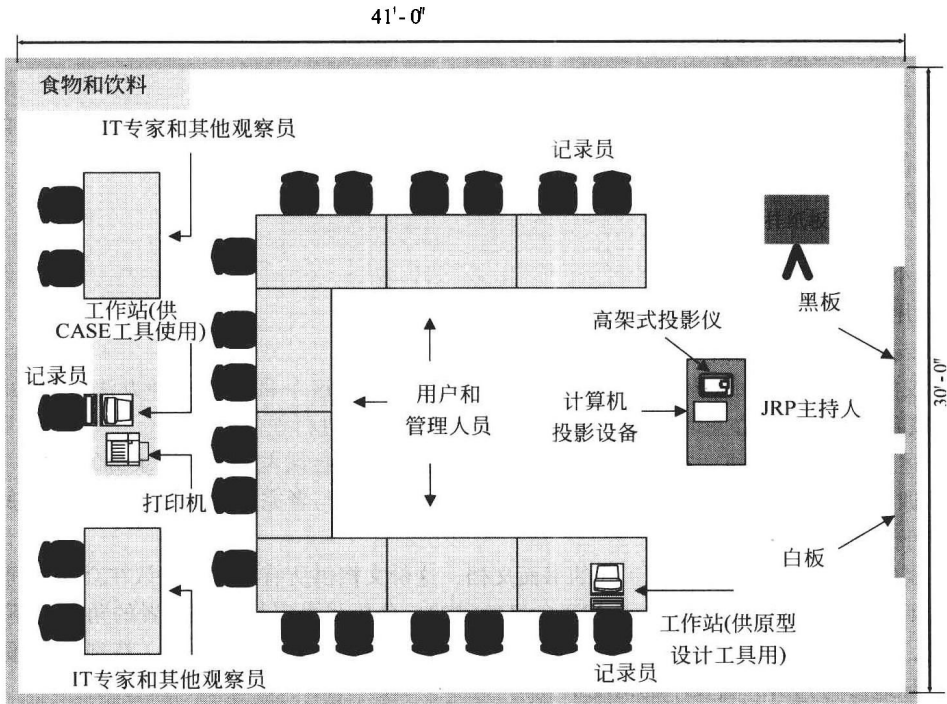 41'-0"
食物和饮料
IT专家和其他观察员
记录员
挂纸板
工作站(供
CASE工具使用)
黑板
高架式投影仪
30'-0"
记录员
用户和
管理人员
计算机
投影设备
JRP主持人
打印机
白板
工作站(供原型
设计工具用)
记录员
IT专家和其他观察员